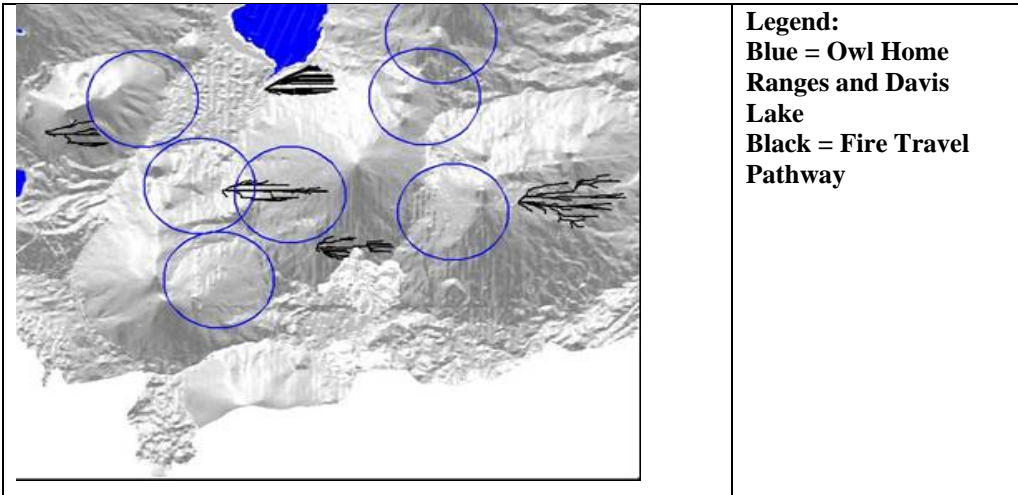 Legend:
Blue = Owl Home
Ranges and Davis
Lake
Black = Fire Travel
Pathway